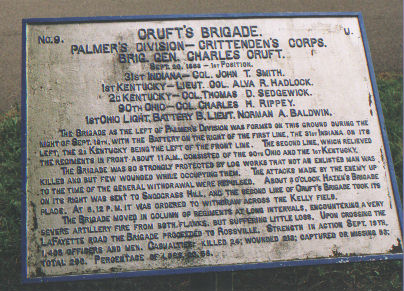 No. 9. CRUFT'S BRIGADE. U.
PALMER'S DIVISION – CRITTENDEN'S CORPS.
BRIG. GEN. CHARLES CRUFT.
SEPT. 20, 1863 – 1ST POSITION.
31ST INDIANA – COL. JOHN T. SMITH.
1ST KENTUCKY – LIEUT. COL. ALVA R. HADLOCK.
2D KENTUCKY – COL. THOMAS D. SEDGEWICK.
90TH OHIO – COL. CHARLES H. RIPPEY.
1ST OHIO LIGHT, BATTERY B, LIEUT. NORMAN A. BALDWIN.
THE BRIGADE AS THE LEFT OF PALMER'S DIVISION WAS FORMED ON THIS GROUND DURING THE
NIGHT OF SEPT. 19TH, WITH THE BATTERY ON THE RIGHT OF THE FIRST LINE, THE 31ST INDIANA ON ITS
LEFT, THE 2D KENTUCKY BEING THE LEFT OF THE LINE. THE SECOND LINE, WHICH RELIEVED
THE REGIMENTS IN FRONT ABOUT 11 A.M., CONSISTED OF THE 90TH OHIO AND THE 1ST KENTUCKY.
THE BRIGADE WAS SO STRONGLY PROTECTED BY LOG WORKS THAT NOT AN ENLISTED MAN WAS
KILLED AND BUT FEW WOUNDED WHILE OCCUPYING THEM. THE ATTACKS MADE BY THE ENEMY UP
TO THE TIME OF THE GENERAL WITHDRAWAL WERE REPULSED. ABOUT 3 O'CLOCK HAZEN'S BRIGADE
ON ITS RIGHT WAS SENT TO SNODGRASS HILL, AND THE SECOND LINE OF CRUFT'S BRIGADE TOOK ITS
PLACE. AT 5.12 P.M. IT WAS ORDERED TO WITHDRAW ACROSS THE KELLY FIELD.
THE BRIGADE MOVED IN COLUMN OF REGIMENTS AT LONG INTERVALS, ENCOUNTERING A VERY
SEVERE ARTILLERY FIRE FROM BOTH FLANKS, BUT SUFFERING LITTLE LOSS. UPON CROSSING THE
LAFAYETTE ROAD THE BRIGADE PROCEEDED TO ROSSVILLE. STRENGTH IN ACTION SEPT. 19TH,
OFFICERS AND MEN. CASUALTIES: KILLED 24; WOUNDED 213; CAPTURED OR MISSING 53;
TOTAL 290. PERCENTAGE OF LOSS